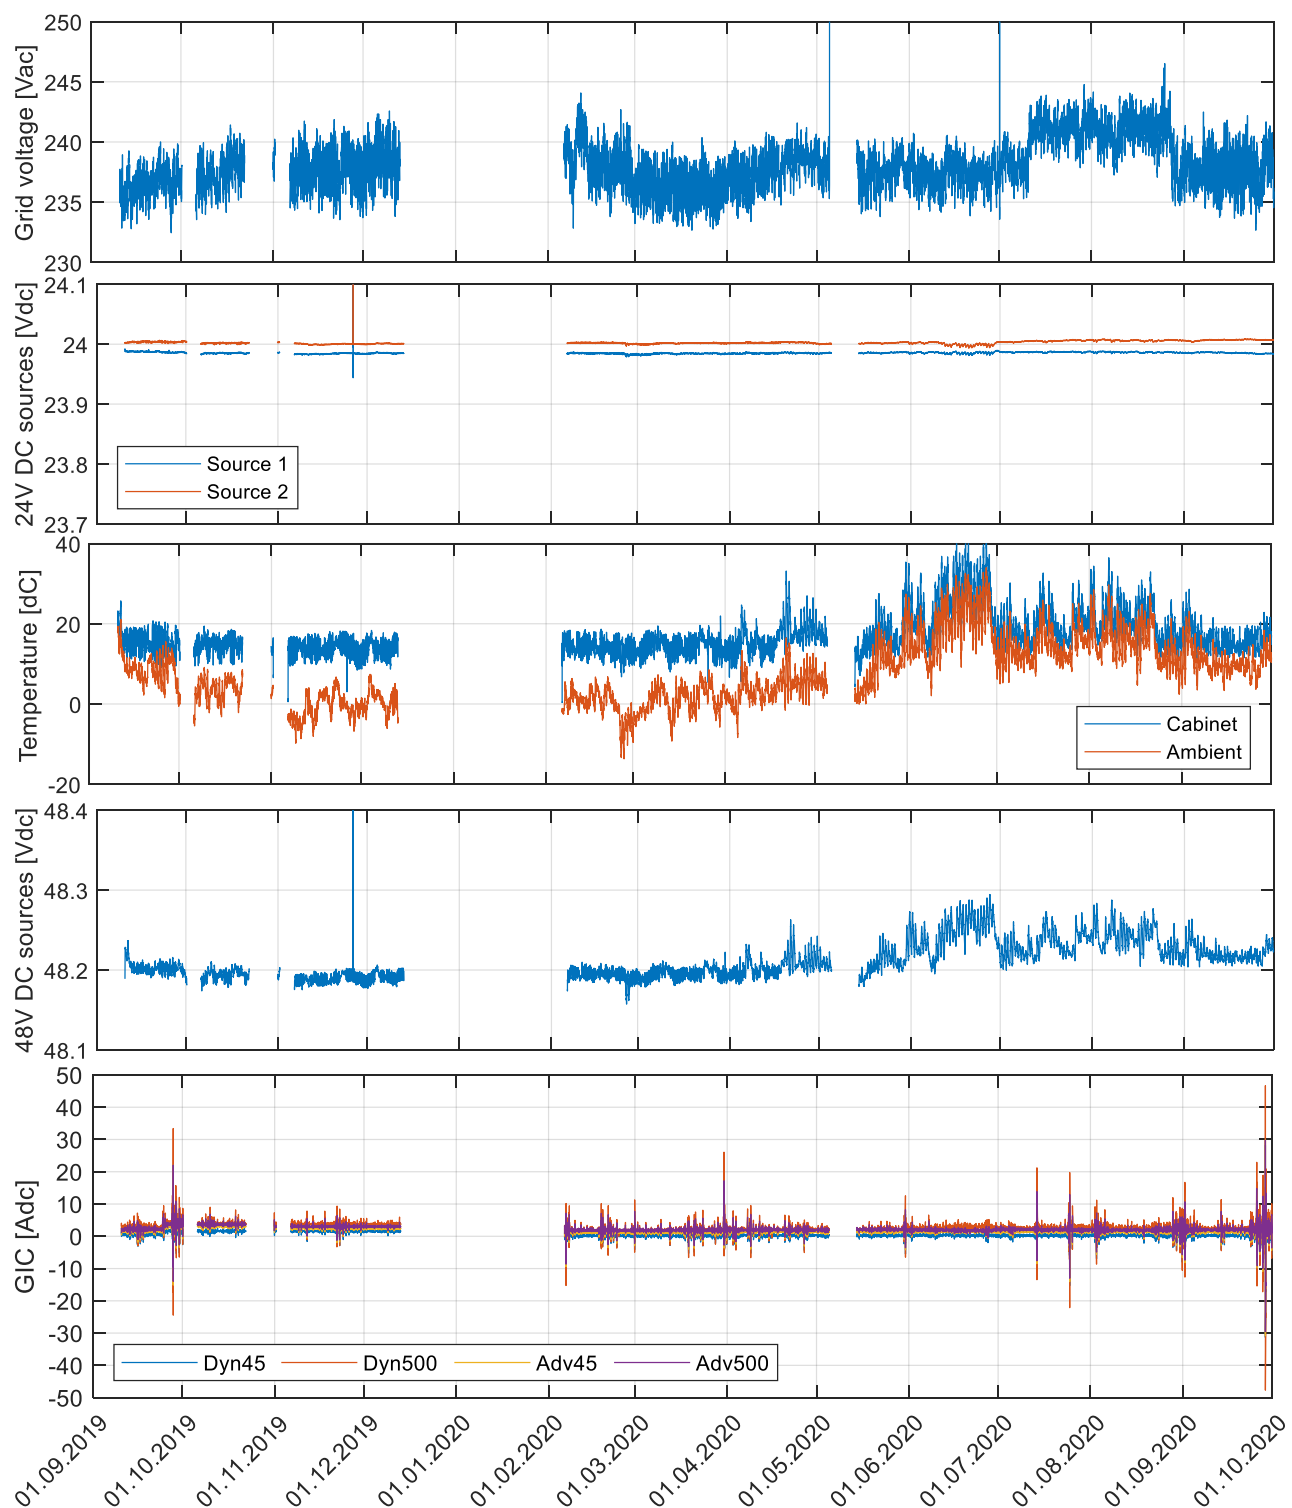 Grid voltage [Vac]
250
245
240
235
230
24V DC sources [Vdc]
24.1
24
23.9
23.8
23.7
Source 1
Source 2
Temperature [dC]
40
20
0
-20
Cabinet
Ambient
48V DC sources [Vdc]
48.4
48.3
48.2
48.1
GIC [Adc]
50
40
30
20
10
0
-10
-20
-30
-40
-50
Dyn45 Dyn500 Adv45 Adv500
01.09.2019 01.10.2019 01.11.2019 01.12.2019 01.01.2020 01.02.2020 01.03.2020 01.04.2020 01.05.2020 01.06.2020 01.07.2020 01.08.2020 01.09.2020 01.10.2020